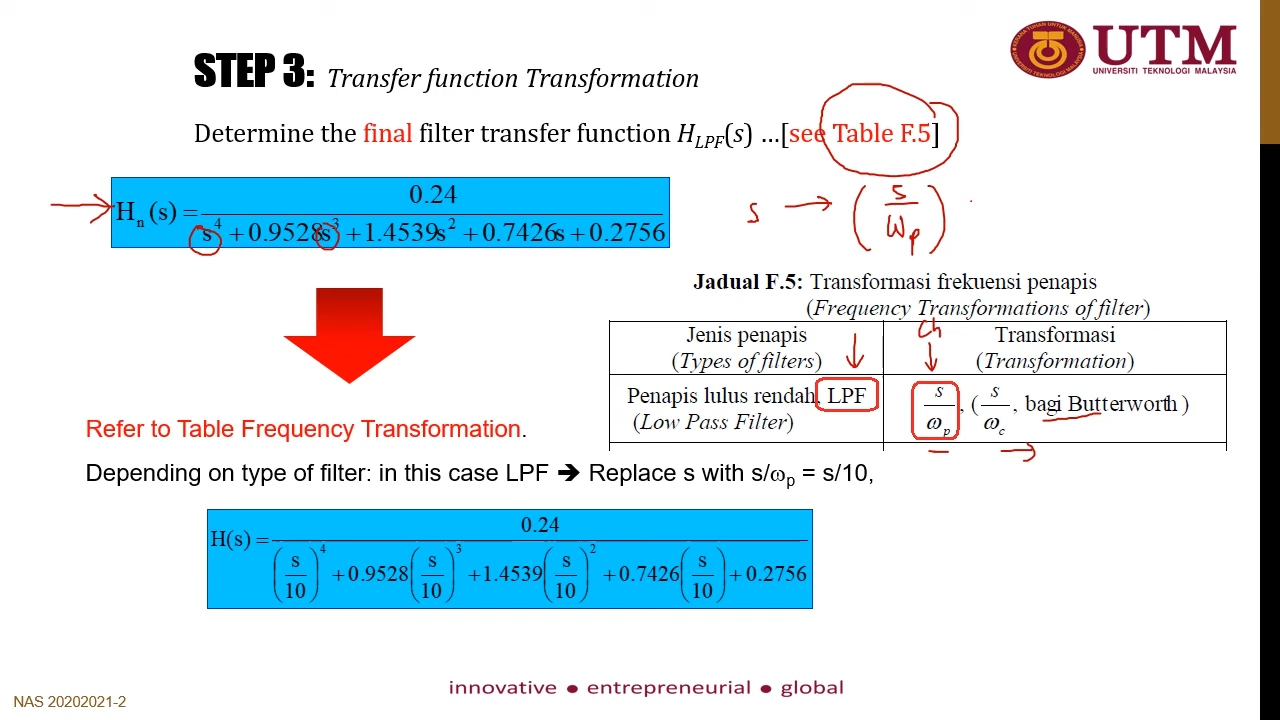 UTM
UNIVERSITI TEKNOLOGI MALAYSIA
STEP 3: Transfer function Transformation
Determine the final filter transfer function H_LPF(s) …[see Table F.5]
H_n(s) = 0.24 / (s^4 + 0.9528s^3 + 1.4539s^2 + 0.7426s + 0.2756)
s → (s/ω_p)
Jadual F.5: Transformasi frekuensi penapis
(Frequency Transformations of filter)
Ch
Jenis penapis Transformasi
(Types of filters) (Transformation)
Penapis lulus rendah, LPF s/ω_p, (s/ω_c, bagi Butterworth )
(Low Pass Filter)
Refer to Table Frequency Transformation.
Depending on type of filter: in this case LPF ➔ Replace s with s/ω_p = s/10,
H(s) = 0.24 / ((s/10)^4 + 0.9528(s/10)^3 + 1.4539(s/10)^2 + 0.7426(s/10) + 0.2756)
innovative ● entrepreneurial ● global
NAS 20202021-2